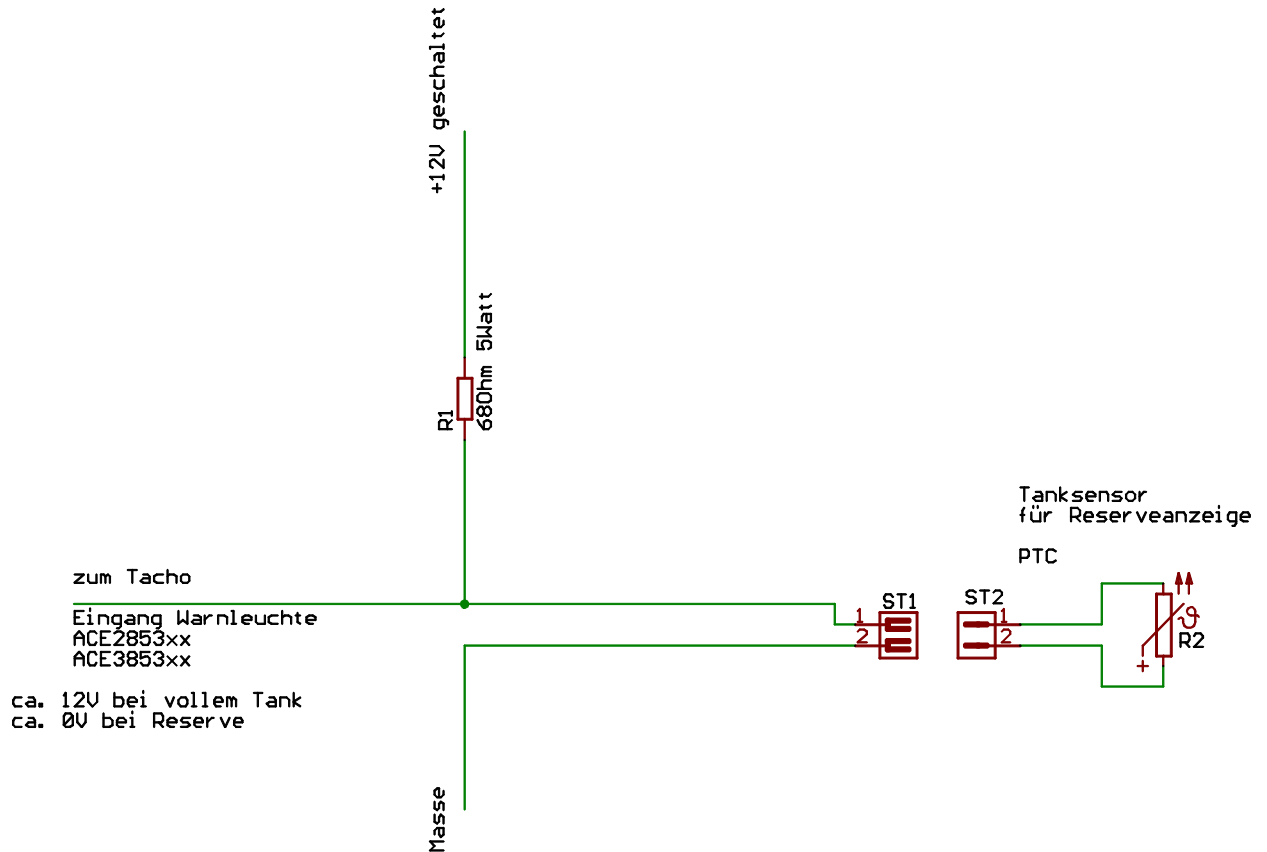 +12V geschaltet
R1
68Ohm 5Watt
Tanksensor
für Reserveanzeige
PTC
zum Tacho
Eingang Warnleuchte
ACE2853xx
ACE3853xx
ca. 12V bei vollem Tank
ca. 0V bei Reserve
ST1
1
2
ST2
1
2
ϑ
R2
+
Masse